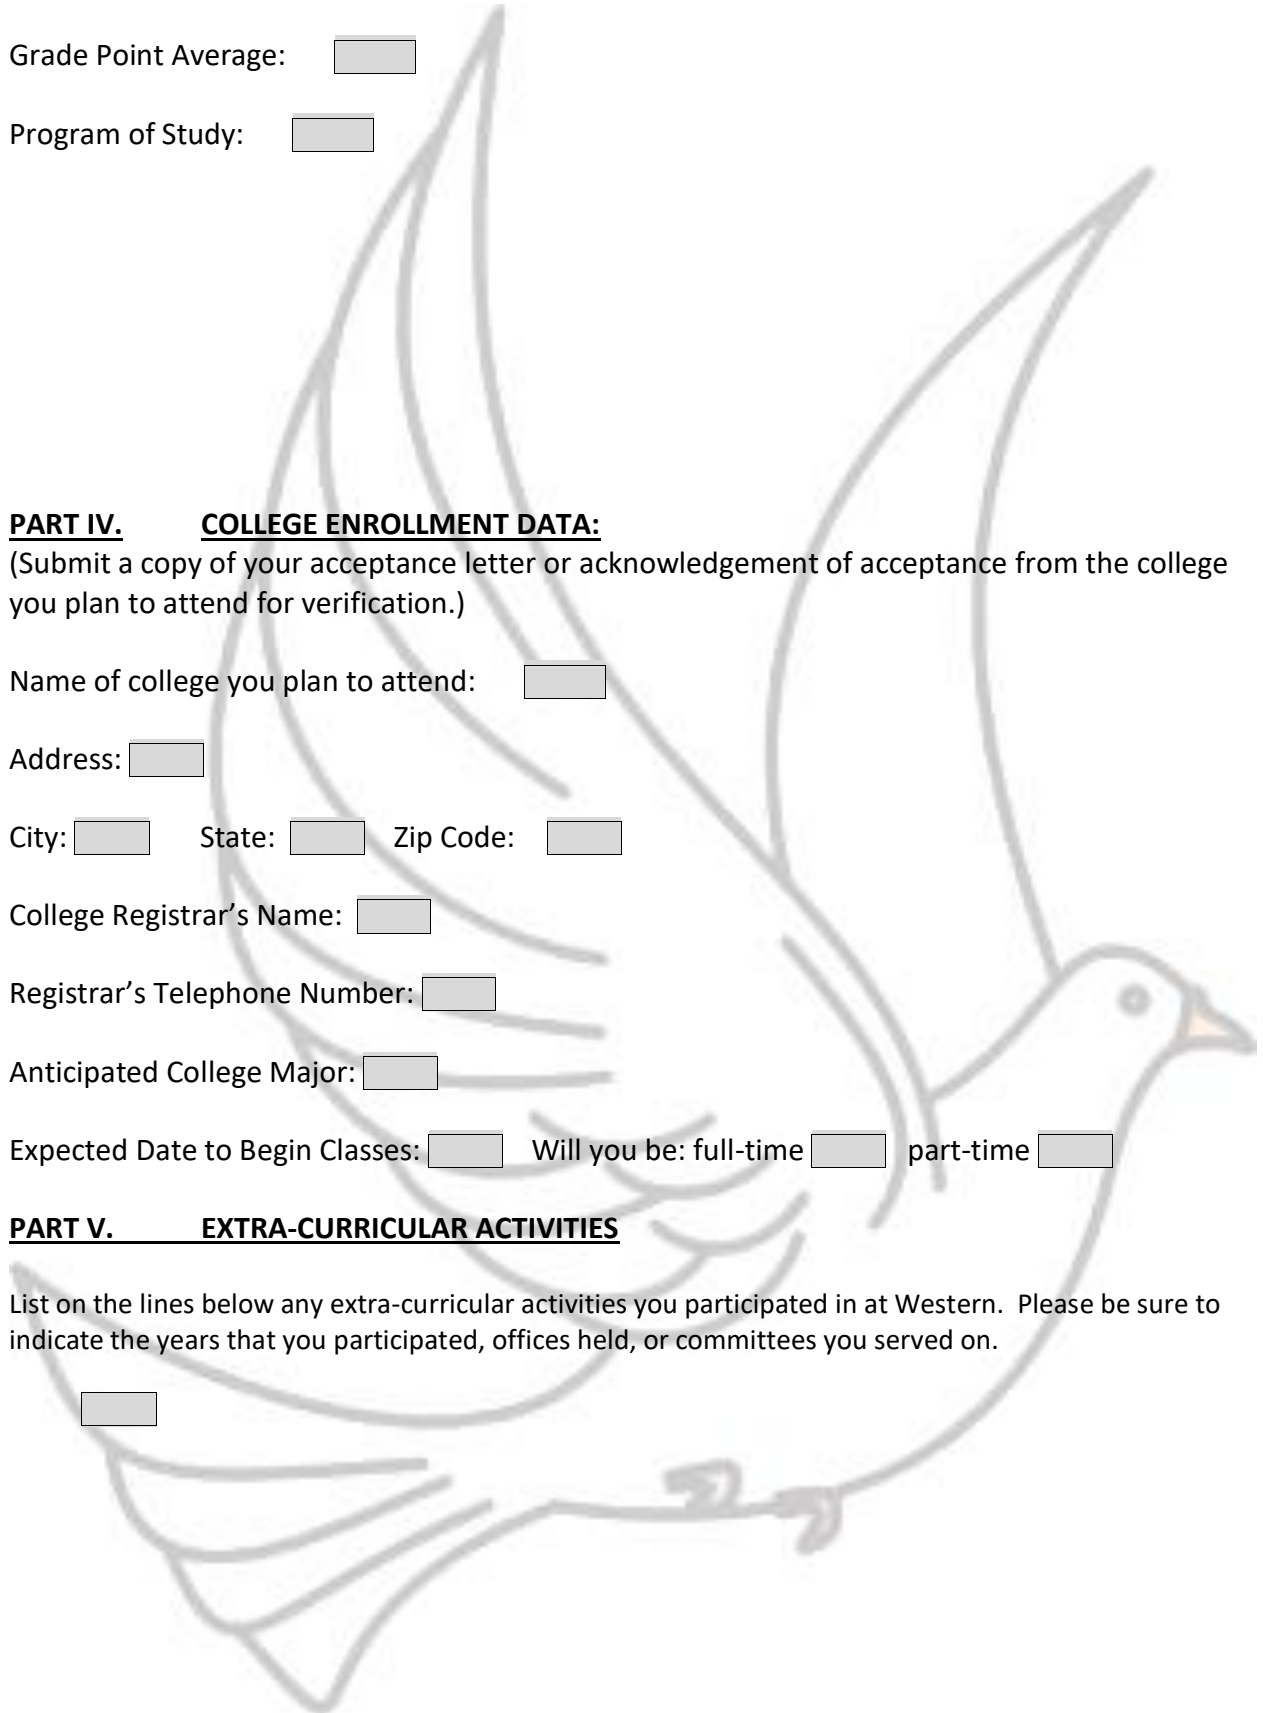 Grade Point Average:
Program of Study:
PART IV. COLLEGE ENROLLMENT DATA:
(Submit a copy of your acceptance letter or acknowledgement of acceptance from the college
you plan to attend for verification.)
Name of college you plan to attend:
Address:
City: State: Zip Code:
College Registrar’s Name:
Registrar’s Telephone Number:
Anticipated College Major:
Expected Date to Begin Classes: Will you be: full-time part-time
PART V. EXTRA-CURRICULAR ACTIVITIES
List on the lines below any extra-curricular activities you participated in at Western. Please be sure to
indicate the years that you participated, offices held, or committees you served on.